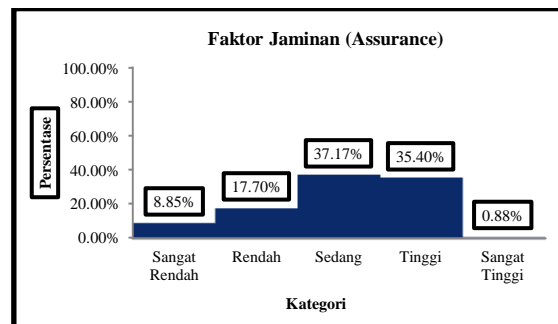 Faktor Jaminan (Assurance)
100.00%
80.00%
60.00%
40.00%
20.00%
0.00%
Persentase
8.85%
17.70%
37.17%
35.40%
0.88%
Sangat
Rendah
Rendah
Sedang
Tinggi
Sangat
Tinggi
Kategori